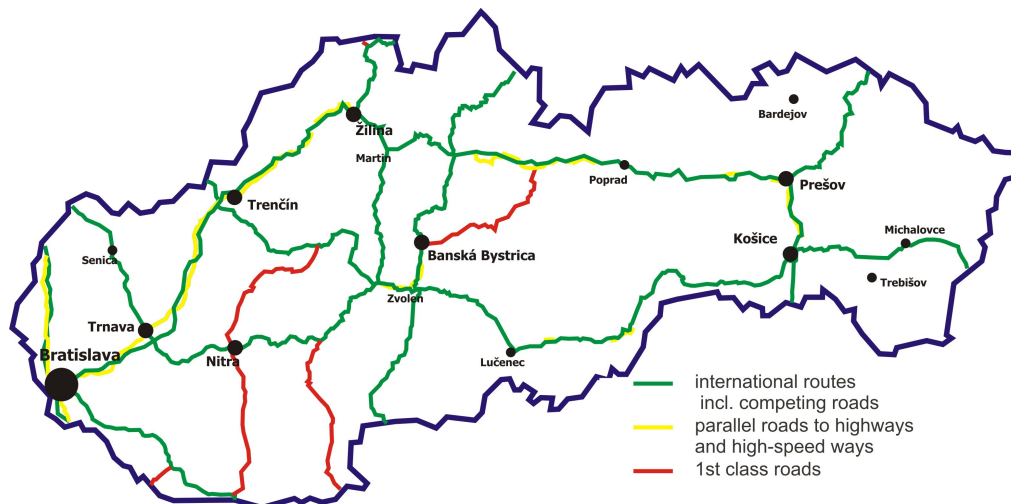 Bardejov
Žilina
Martin
Poprad
Prešov
Trenčín
Michalovce
Košice
Banská Bystrica
Senica
Trebišov
Zvolen
Trnava
Bratislava
Nitra
Lučenec
international routes
incl. competing roads
parallel roads to highways
and high-speed ways
1st class roads